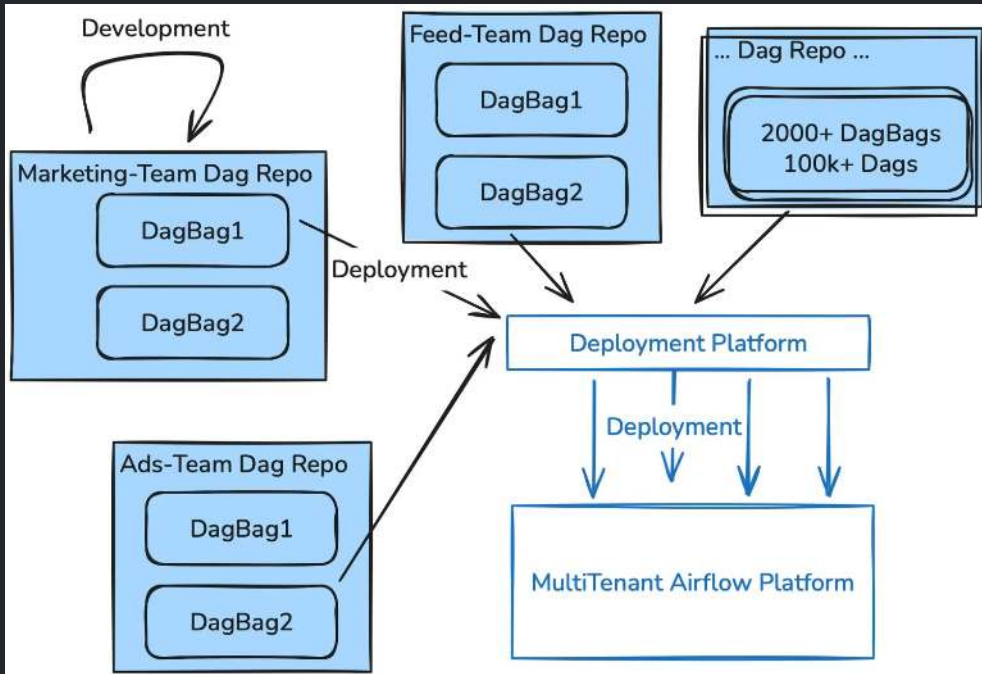 Development
Marketing-Team Dag Repo
DagBag1
DagBag2
Deployment
Feed-Team Dag Repo
DagBag1
DagBag2
... Dag Repo ...
2000+ DagBags
100k+ Dags
Ads-Team Dag Repo
DagBag1
DagBag2
Deployment Platform
Deployment
MultiTenant Airflow Platform